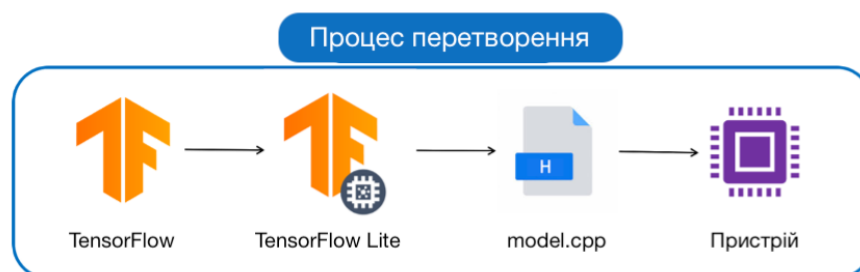 Процес перетворення
H
TensorFlow
TensorFlow Lite
model.cpp
Пристрій